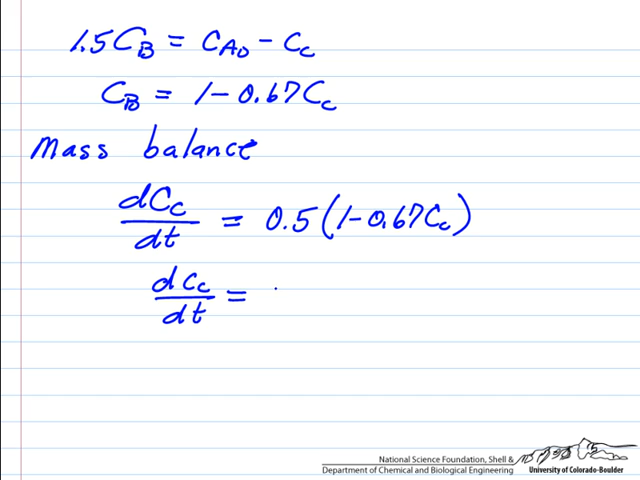 1.5 C_B = C_A0 - C_C
C_B = 1 - 0.67 C_C
Mass balance
dC_C/dt = 0.5 (1 - 0.67 C_C)
dC_C/dt =
National Science Foundation, Shell &
Department of Chemical and Biological Engineering
University of Colorado-Boulder